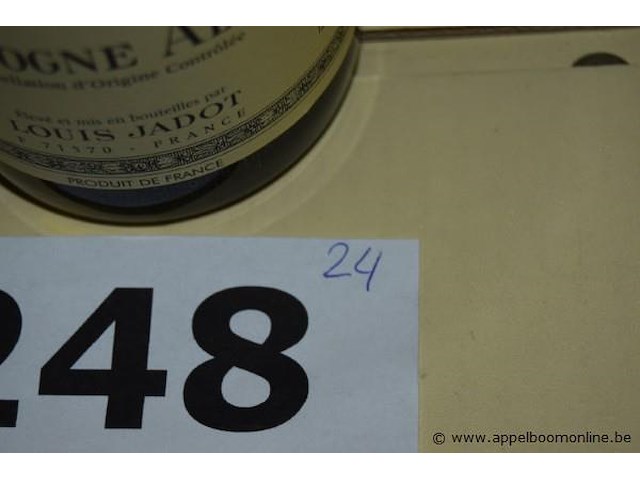 OGNE AL
ellation d'Origine Contrôlée
Elevé et mis en bouteilles par
LOUIS JADOT
F 71570 - FRANCE
PRODUIT DE FRANCE
24
248
© www.appelboomonline.be